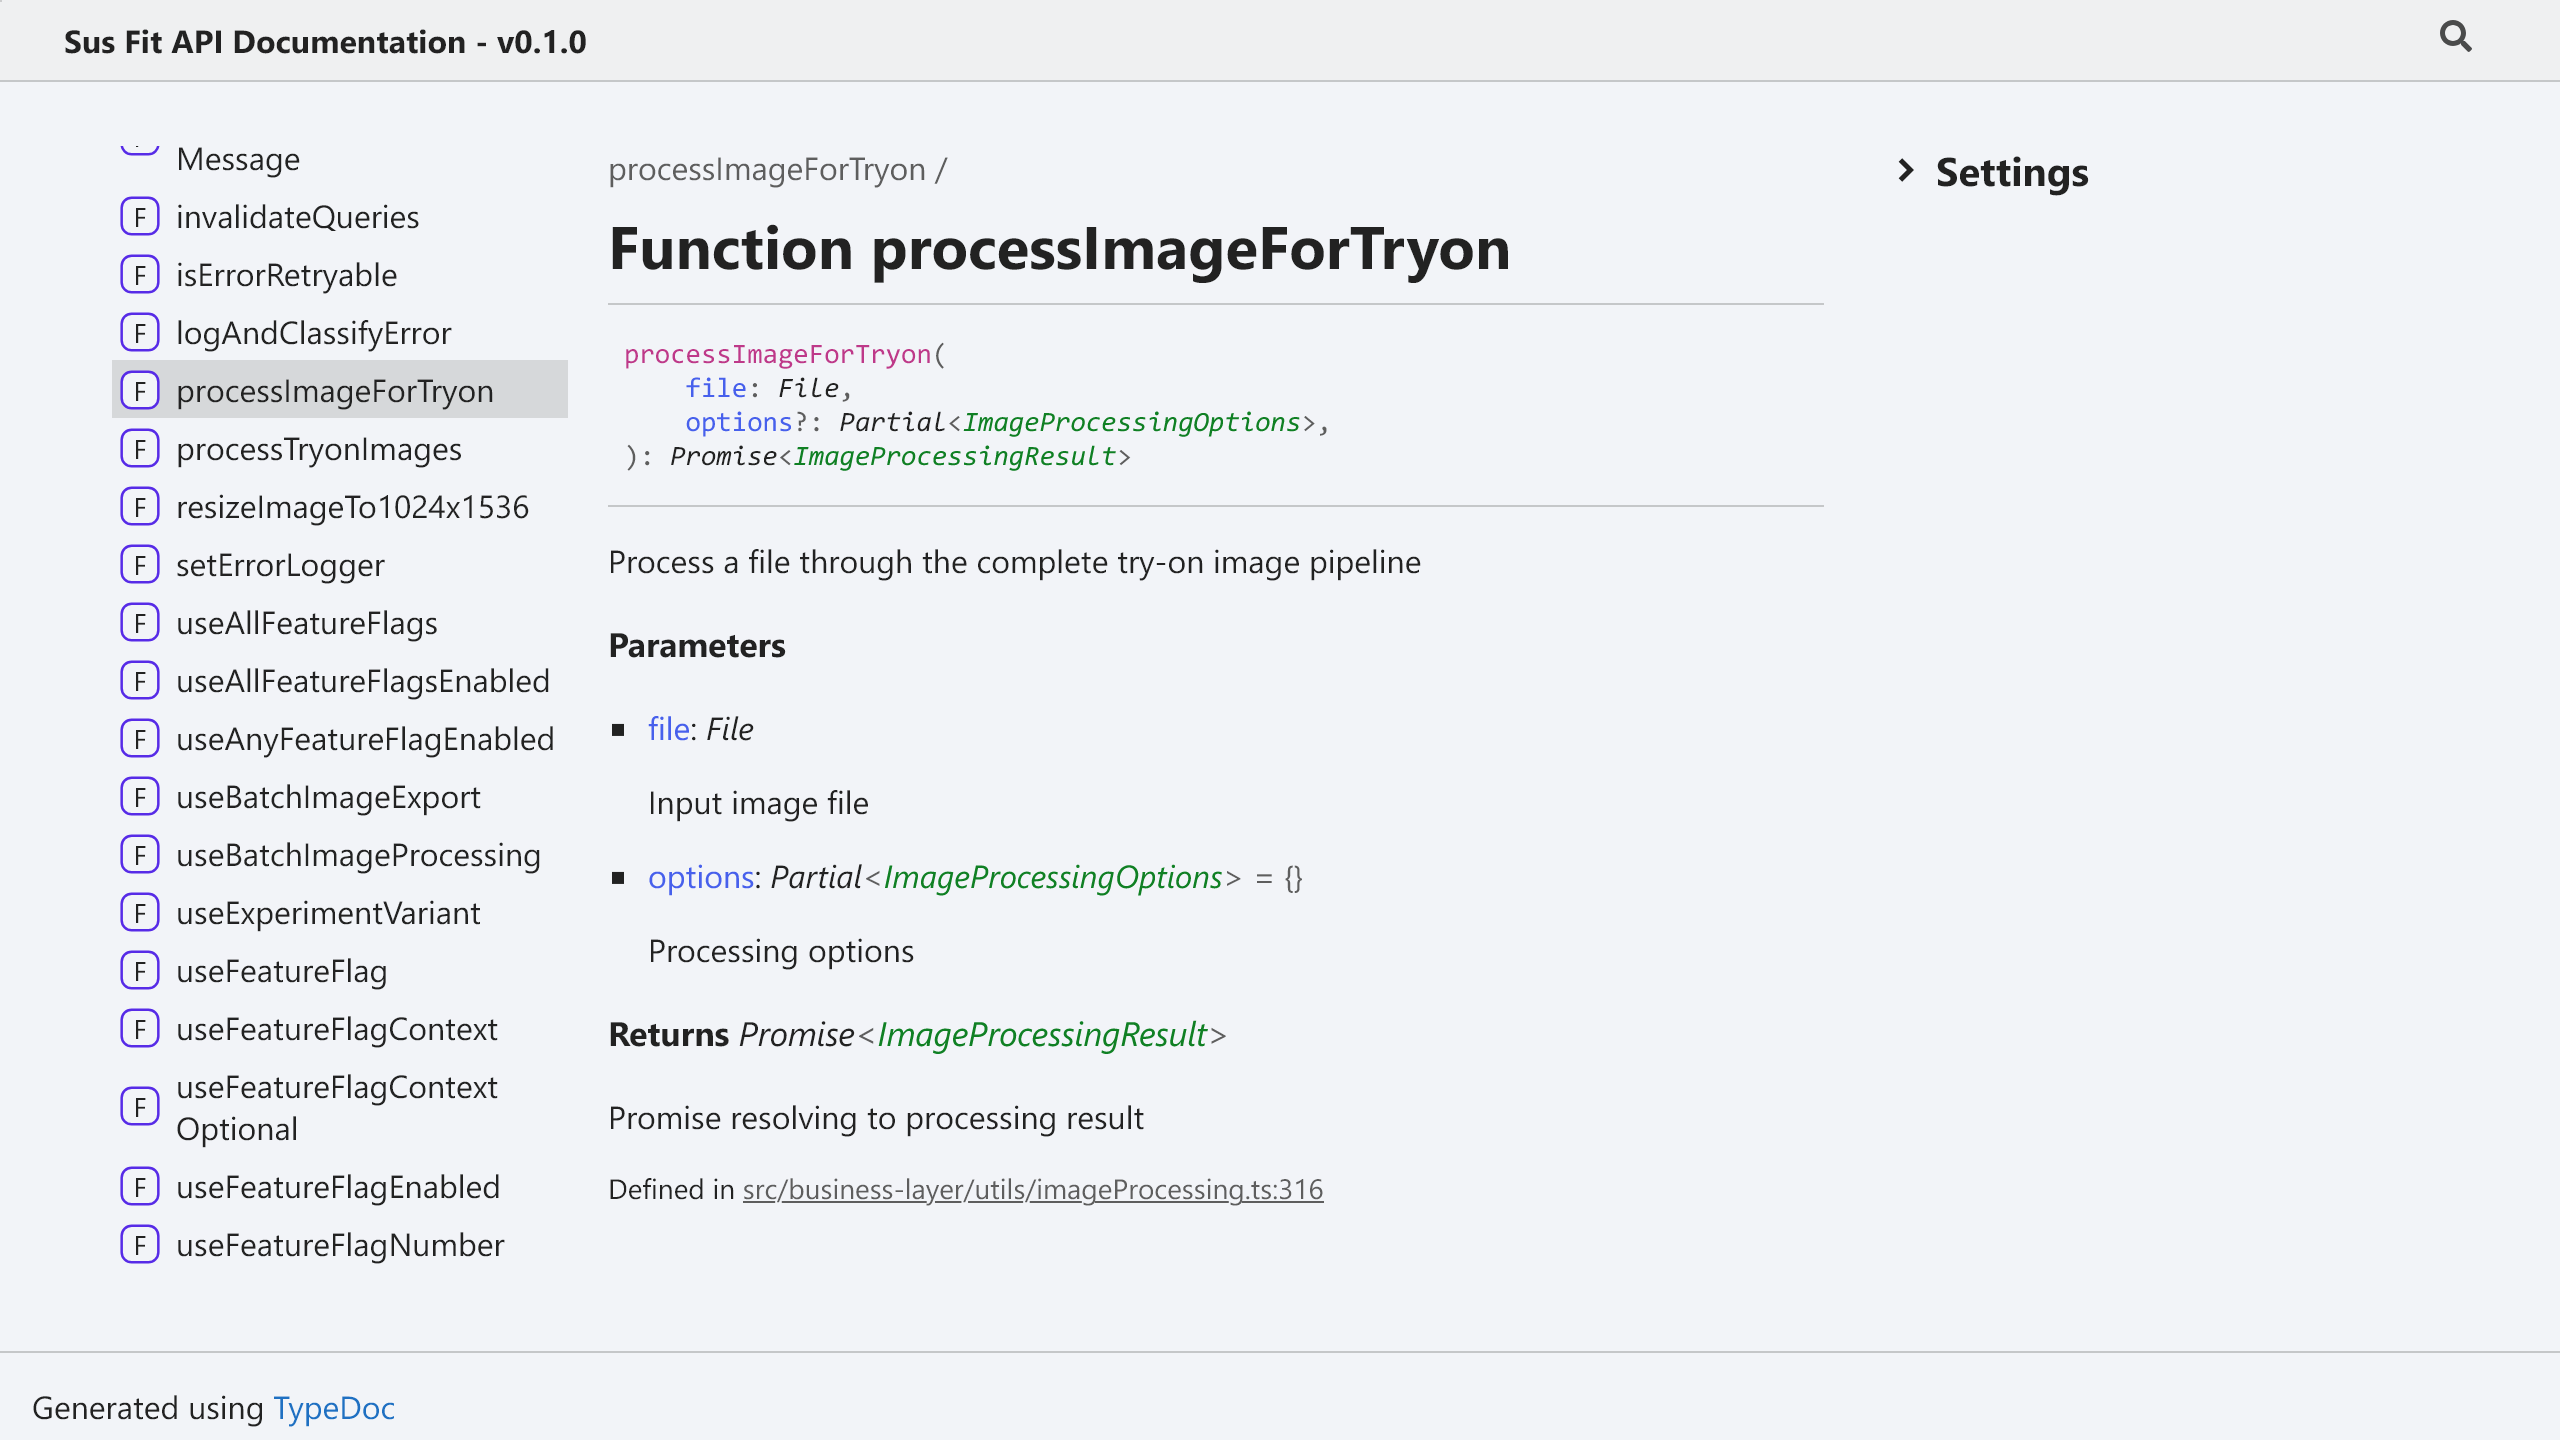 Sus Fit API Documentation - v0.1.0
Message
F invalidateQueries
F isErrorRetryable
F logAndClassifyError
F processImageForTryon
F processTryonImages
F resizeImageTo1024x1536
F setErrorLogger
F useAllFeatureFlags
F useAllFeatureFlagsEnabled
F useAnyFeatureFlagEnabled
F useBatchImageExport
F useBatchImageProcessing
F useExperimentVariant
F useFeatureFlag
F useFeatureFlagContext
F useFeatureFlagContext
Optional
F useFeatureFlagEnabled
F useFeatureFlagNumber
processImageForTryon /
Function processImageForTryon
processImageForTryon(
file: File,
options?: Partial<ImageProcessingOptions>,
): Promise<ImageProcessingResult>
Process a file through the complete try-on image pipeline
Parameters
file: File
Input image file
options: Partial<ImageProcessingOptions> = {}
Processing options
Returns Promise<ImageProcessingResult>
Promise resolving to processing result
Defined in src/business-layer/utils/imageProcessing.ts:316
Settings
Generated using TypeDoc